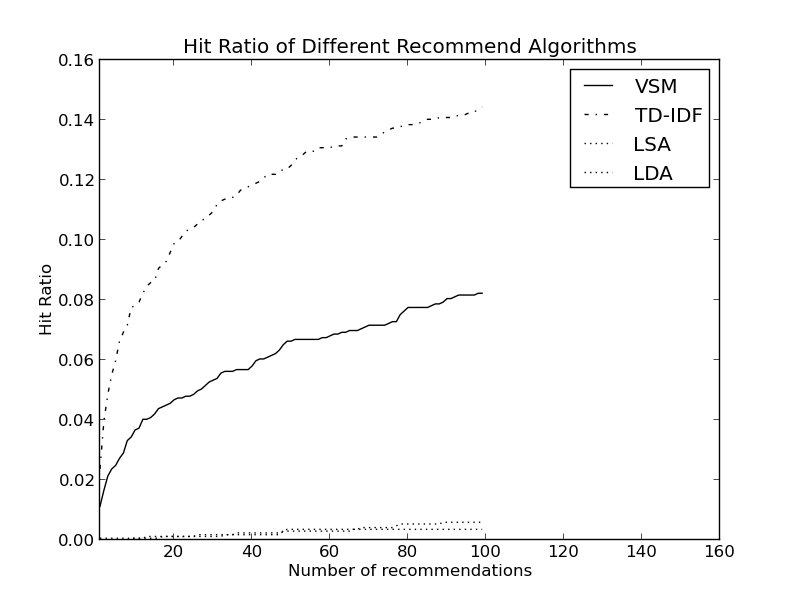 Hit Ratio of Different Recommend Algorithms
0.16
0.14
0.12
0.10
0.08
0.06
0.04
0.02
0.00
Hit Ratio
VSM
TD-IDF
LSA
LDA
20 40 60 80 100 120 140 160
Number of recommendations